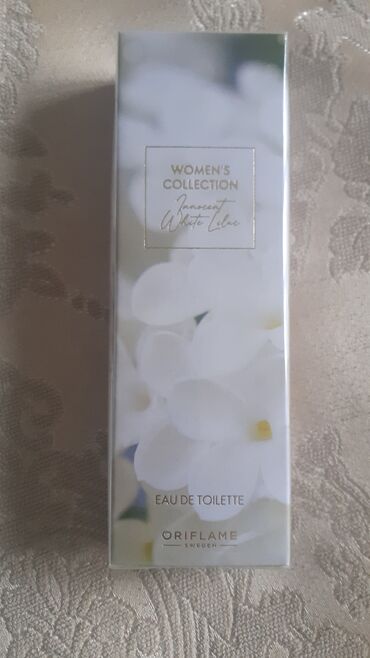 WOMEN'S
COLLECTION
Innocent
White Lilac
EAU DE TOILETTE
ORIFLAME
SWEDEN